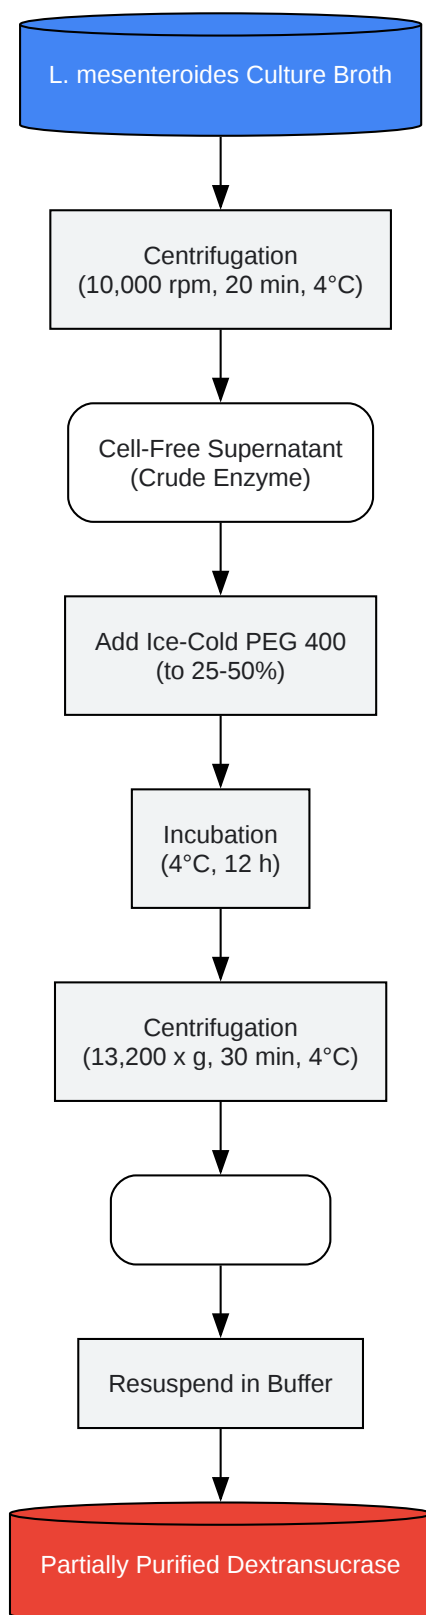 L. mesenteroides Culture Broth
Centrifugation
(10,000 rpm, 20 min, 4°C)
Cell-Free Supernatant
(Crude Enzyme)
Add Ice-Cold PEG 400
(to 25-50%)
Incubation
(4°C, 12 h)
Centrifugation
(13,200 x g, 30 min, 4°C)
Resuspend in Buffer
Partially Purified Dextransucrase